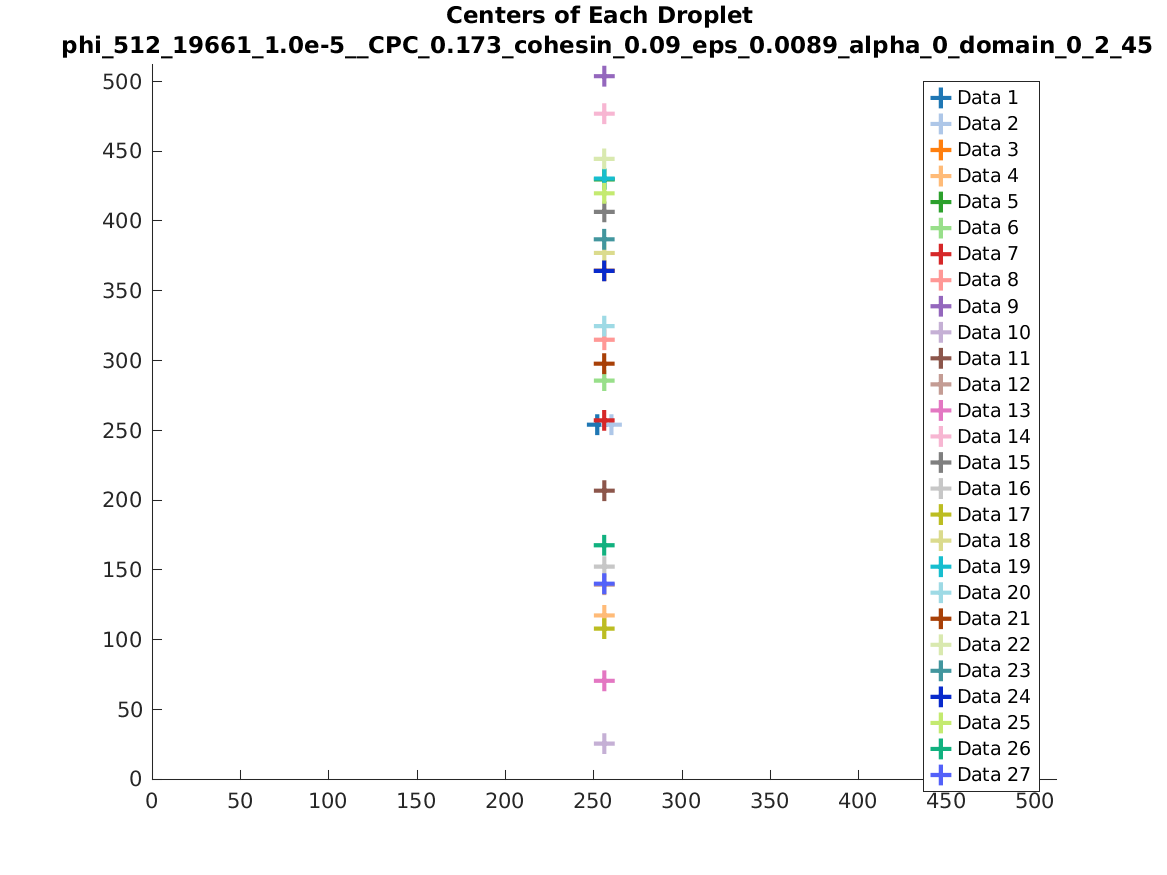 Centers of Each Droplet
phi_512_19661_1.0e-5__CPC_0.173_cohesin_0.09_eps_0.0089_alpha_0_domain_0_2_45
500
450
400
350
300
250
200
150
100
50
0
0 50 100 150 200 250 300 350 400 450 500
Data 1
Data 2
Data 3
Data 4
Data 5
Data 6
Data 7
Data 8
Data 9
Data 10
Data 11
Data 12
Data 13
Data 14
Data 15
Data 16
Data 17
Data 18
Data 19
Data 20
Data 21
Data 22
Data 23
Data 24
Data 25
Data 26
Data 27